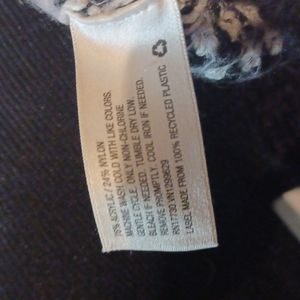 76% ACRYLIC / 24% NYLON
MACHINE WASH COLD WITH LIKE COLORS.
GENTLE CYCLE. ONLY NON-CHLORINE
BLEACH IF NEEDED. TUMBLE DRY LOW.
REMOVE PROMPTLY. COOL IRON IF NEEDED.
RN17730 VN1299629
LABEL MADE FROM 100% RECYCLED PLASTIC